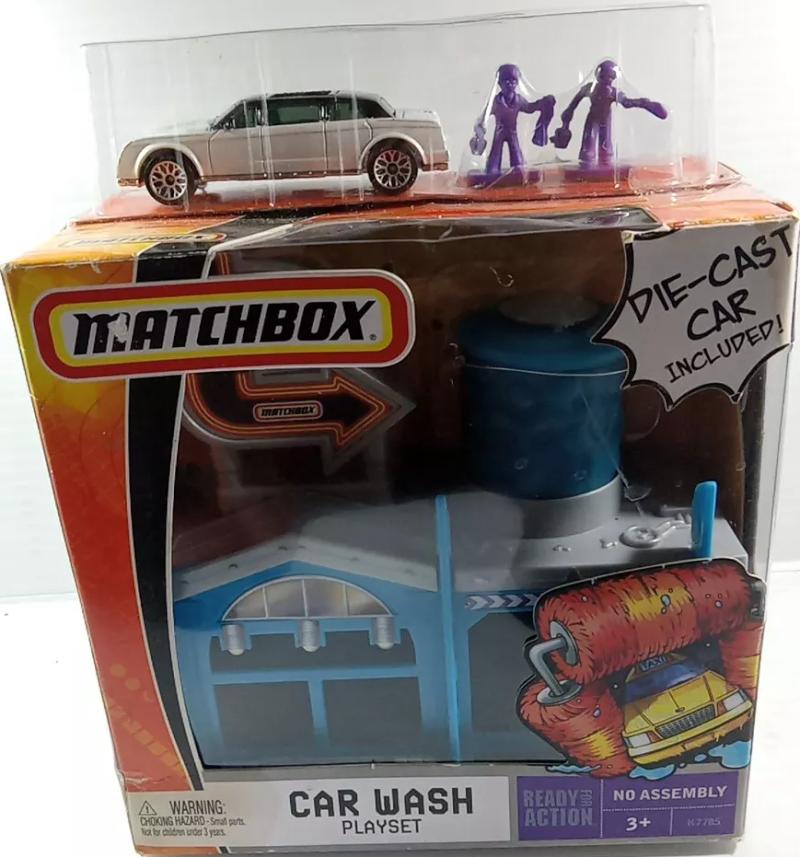 DIE-CAST
CAR
INCLUDED!
MATCHBOX®
MATCHBOX
TAXI
WARNING:
CHOKING HAZARD - Small parts.
Not for children under 3 years.
CAR WASH
PLAYSET
READY FOR
ACTION
NO ASSEMBLY
3+